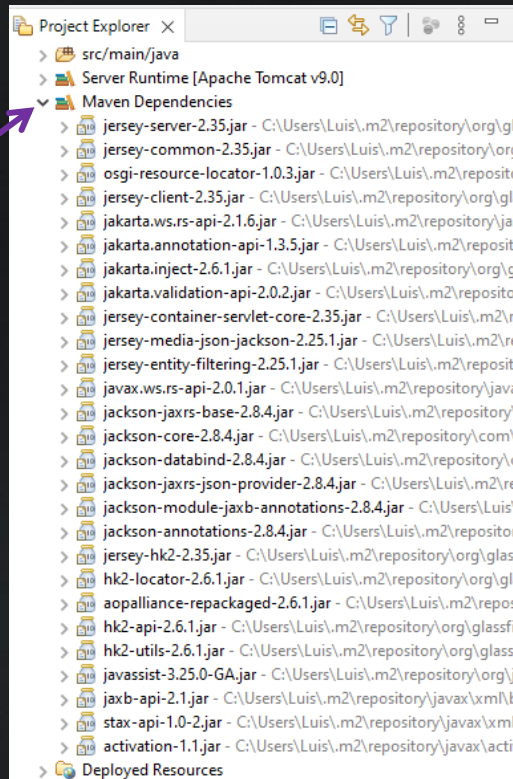 Project Explorer
src/main/java
Server Runtime [Apache Tomcat v9.0]
Maven Dependencies
jersey-server-2.35.jar - C:\Users\Luis\.m2\repository\org\gl
jersey-common-2.35.jar - C:\Users\Luis\.m2\repository\org
osgi-resource-locator-1.0.3.jar - C:\Users\Luis\.m2\reposito
jersey-client-2.35.jar - C:\Users\Luis\.m2\repository\org\gl
jakarta.ws.rs-api-2.1.6.jar - C:\Users\Luis\.m2\repository\ja
jakarta.annotation-api-1.3.5.jar - C:\Users\Luis\.m2\reposit
jakarta.inject-2.6.1.jar - C:\Users\Luis\.m2\repository\org\g
jakarta.validation-api-2.0.2.jar - C:\Users\Luis\.m2\reposito
jersey-container-servlet-core-2.35.jar - C:\Users\Luis\.m2\r
jersey-media-json-jackson-2.25.1.jar - C:\Users\Luis\.m2\re
jersey-entity-filtering-2.25.1.jar - C:\Users\Luis\.m2\reposit
javax.ws.rs-api-2.0.1.jar - C:\Users\Luis\.m2\repository\java
jackson-jaxrs-base-2.8.4.jar - C:\Users\Luis\.m2\repository\
jackson-core-2.8.4.jar - C:\Users\Luis\.m2\repository\com\
jackson-databind-2.8.4.jar - C:\Users\Luis\.m2\repository\c
jackson-jaxrs-json-provider-2.8.4.jar - C:\Users\Luis\.m2\re
jackson-module-jaxb-annotations-2.8.4.jar - C:\Users\Luis\
jackson-annotations-2.8.4.jar - C:\Users\Luis\.m2\repositor
jersey-hk2-2.35.jar - C:\Users\Luis\.m2\repository\org\glas
hk2-locator-2.6.1.jar - C:\Users\Luis\.m2\repository\org\gl
aopalliance-repackaged-2.6.1.jar - C:\Users\Luis\.m2\repos
hk2-api-2.6.1.jar - C:\Users\Luis\.m2\repository\org\glassfi
hk2-utils-2.6.1.jar - C:\Users\Luis\.m2\repository\org\glass
javassist-3.25.0-GA.jar - C:\Users\Luis\.m2\repository\org\j
jaxb-api-2.1.jar - C:\Users\Luis\.m2\repository\javax\xml\b
stax-api-1.0-2.jar - C:\Users\Luis\.m2\repository\javax\xml
activation-1.1.jar - C:\Users\Luis\.m2\repository\javax\acti
Deployed Resources